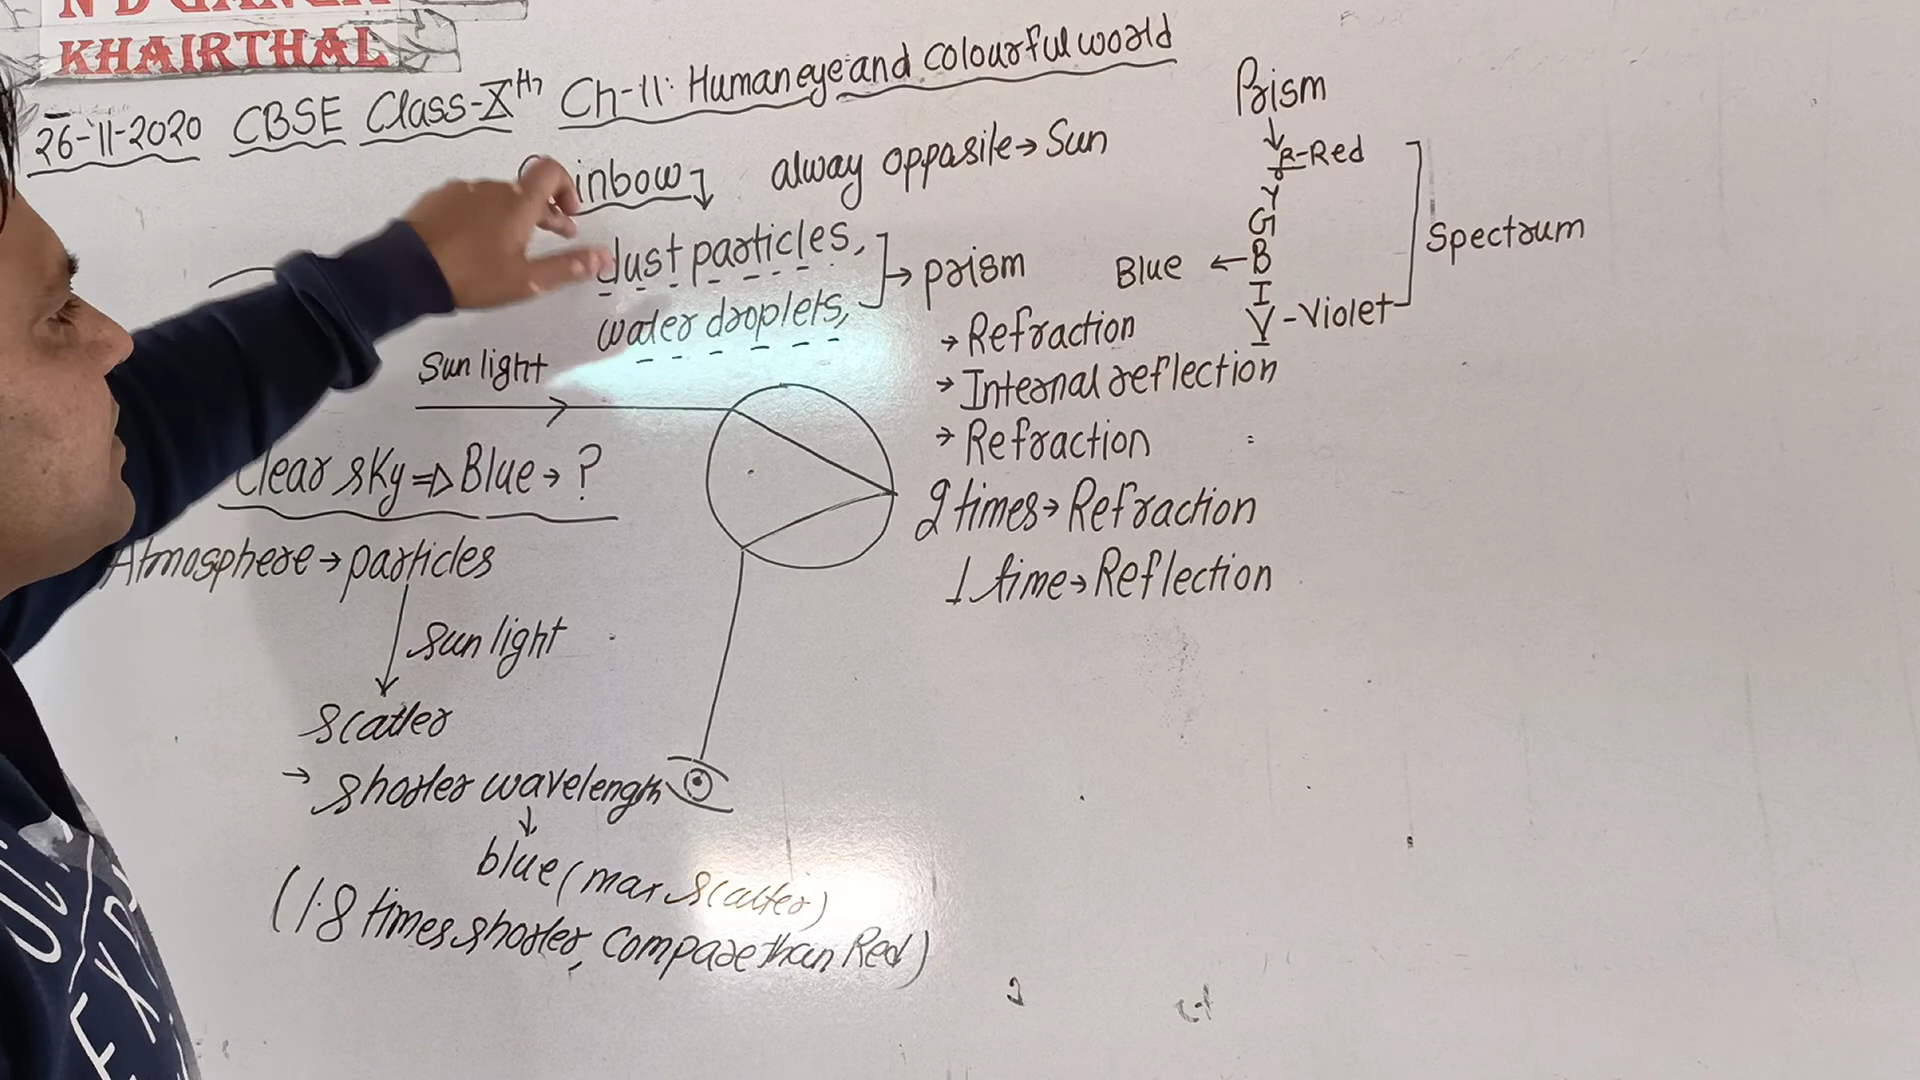 KHAIRTHAL
26-11-2020 CBSE Class-Xth Ch-11: Human eye and colourful world
inbow alway opposite→Sun
dust particles,
water droplets,
→ prism
→ Refraction
→ Internal reflection
→ Refraction
2 times→Refraction
1 time→Reflection
Prism
R-Red
O
Y
G
Blue ←B
I
V-Violet
Spectrum
Sun light
Clear sky⇒Blue→?
Atmosphere→particles
sun light
scatter
→ shorter wavelength
blue (max scatter)
(1.8 times shorter, compare than Red)